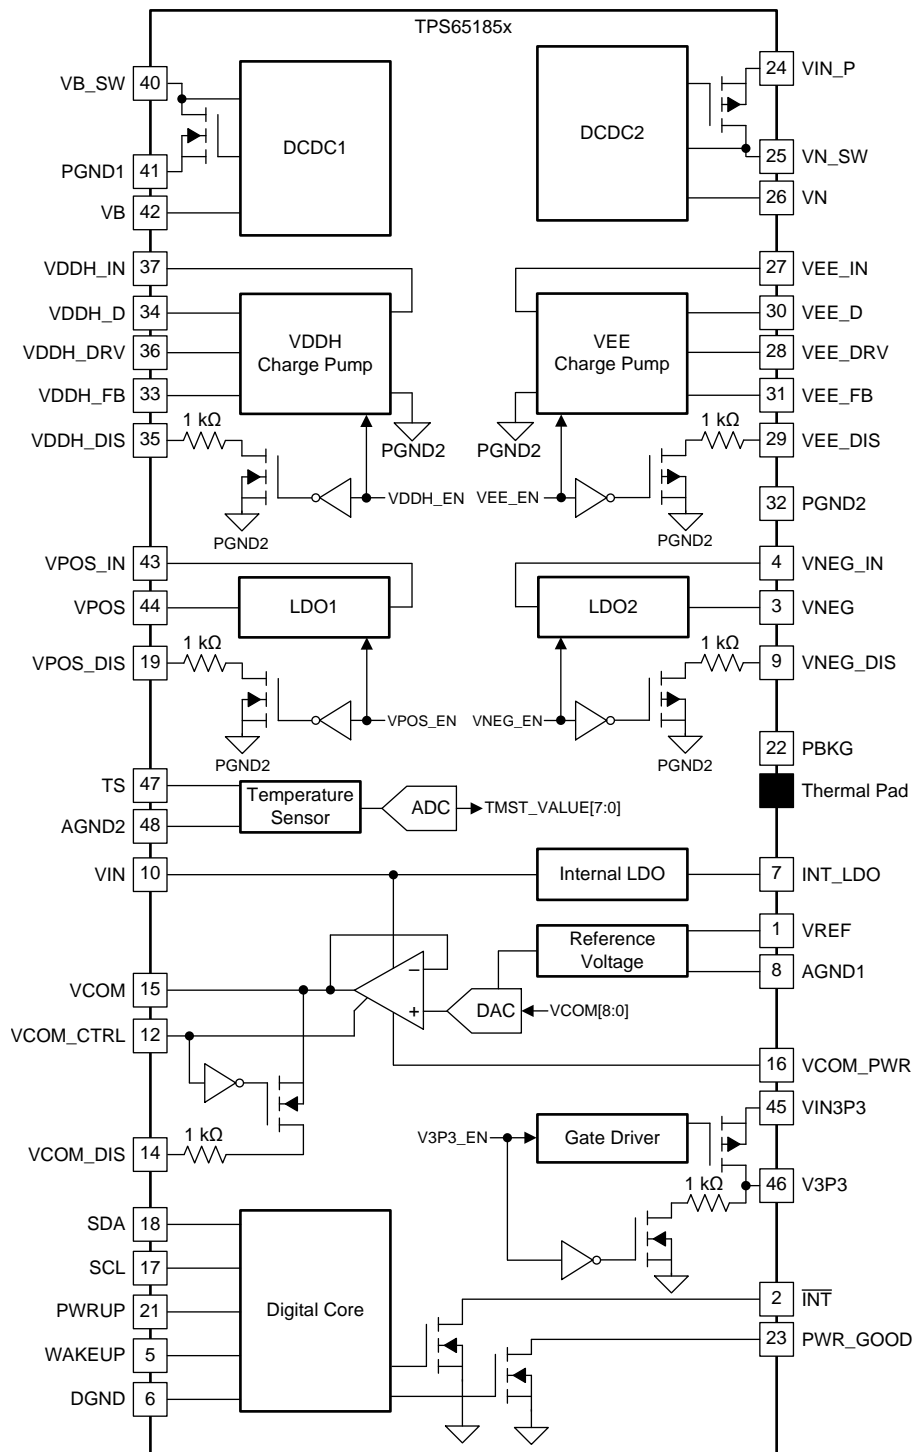 TPS65185x
VB_SW 40
PGND1 41
VB 42
DCDC1
DCDC2
24 VIN_P
25 VN_SW
26 VN
VDDH_IN 37
VDDH_D 34
VDDH_DRV 36
VDDH_FB 33
VDDH_DIS 35
1 kΩ
VDDH
Charge Pump
PGND2
VDDH_EN
PGND2
27 VEE_IN
30 VEE_D
28 VEE_DRV
31 VEE_FB
29 VEE_DIS
1 kΩ
VEE
Charge Pump
PGND2
VEE_EN
PGND2
32 PGND2
VPOS_IN 43
VPOS 44
VPOS_DIS 19
1 kΩ
LDO1
VPOS_EN
PGND2
4 VNEG_IN
3 VNEG
9 VNEG_DIS
1 kΩ
LDO2
VNEG_EN
PGND2
22 PBKG
Thermal Pad
TS 47
AGND2 48
Temperature
Sensor
ADC
TMST_VALUE[7:0]
VIN 10
Internal LDO
7 INT_LDO
1 VREF
8 AGND1
Reference
Voltage
VCOM 15
VCOM_CTRL 12
−
+
DAC
VCOM[8:0]
16 VCOM_PWR
VCOM_DIS 14
1 kΩ
45 VIN3P3
46 V3P3
V3P3_EN
Gate Driver
1 kΩ
SDA 18
SCL 17
PWRUP 21
WAKEUP 5
DGND 6
Digital Core
2 INT
23 PWR_GOOD